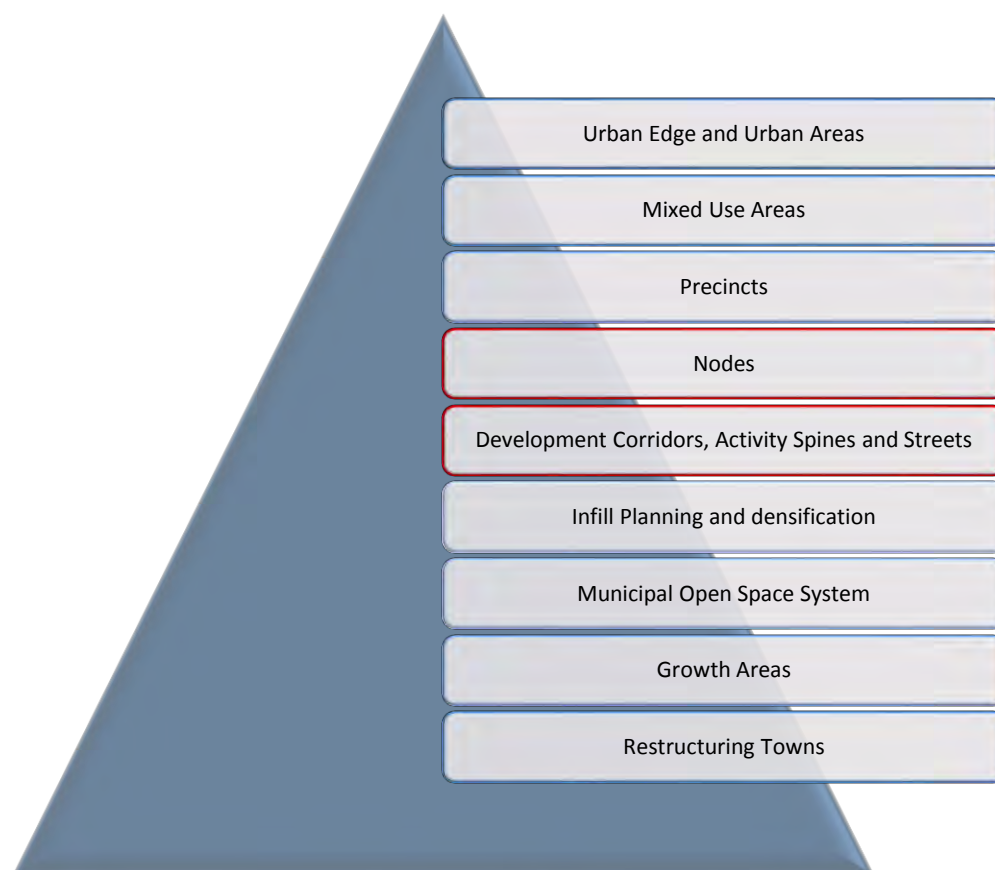 Urban Edge and Urban Areas
Mixed Use Areas
Precincts
Nodes
Development Corridors, Activity Spines and Streets
Infill Planning and densification
Municipal Open Space System
Growth Areas
Restructuring Towns